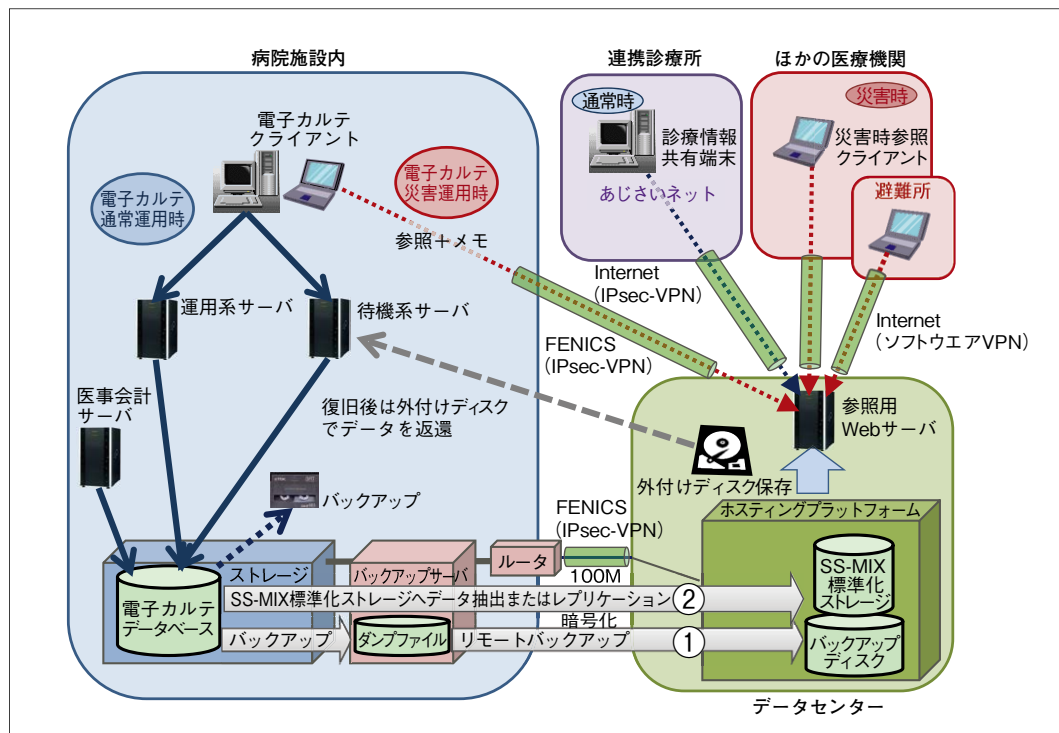 病院施設内
連携診療所
ほかの医療機関
通常時
災害時
電子カルテ
クライアント
診療情報
共有端末
災害時参照
クライアント
電子カルテ
通常運用時
電子カルテ
災害運用時
あじさいネット
避難所
参照+メモ
Internet
(IPsec-VPN)
運用系サーバ
待機系サーバ
Internet
(ソフトウエアVPN)
FENICS
(IPsec-VPN)
医事会計
サーバ
復旧後は外付けディスク
でデータを返還
参照用
Webサーバ
バックアップ
外付けディスク保存
FENICS
(IPsec-VPN)
ホスティングプラットフォーム
ルータ
ストレージ
バックアップサーバ
100M
SS-MIX
標準化
ストレージ
電子カルテ
データベース
SS-MIX標準化ストレージへデータ抽出またはレプリケーション ②
暗号化
バックアップ
ダンプファイル
リモートバックアップ ①
バックアップ
ディスク
データセンター